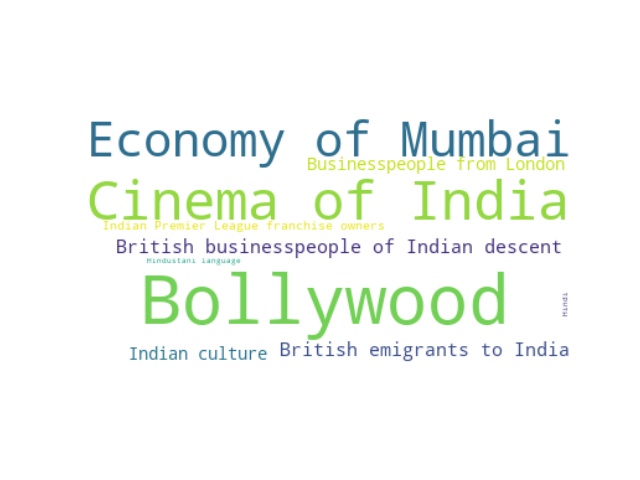 Economy of Mumbai
Businesspeople from London
Cinema of India
Indian Premier League franchise owners
British businesspeople of Indian descent
Hindustani Language
Bollywood
Hindi
Indian culture
British emigrants to India